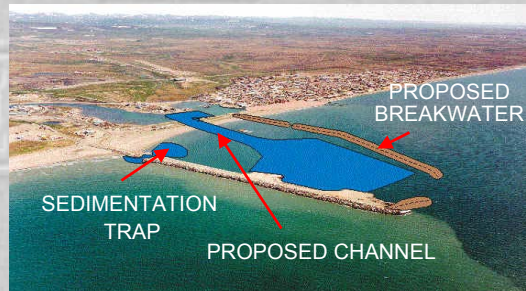 PROPOSED
BREAKWATER
SEDIMENTATION
TRAP
PROPOSED CHANNEL